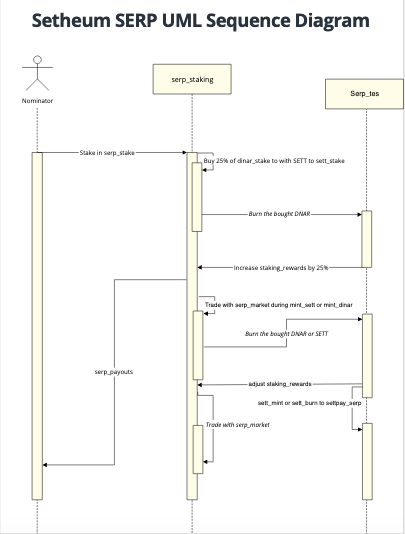 Setheum SERP UML Sequence Diagram
serp_staking
Serp_tes
Nominator
Stake in serp_stake
Buy 25% of dinar_stake to with SETT to sett_stake
Burn the bought DNAR
Increase staking_rewards by 25%
Trade with serp_market during mint_sett or mint_dinar
Burn the bought DNAR or SETT
serp_payouts
adjust staking_rewards
sett_mint or sett_burn to settpay_serp
Trade with serp_market